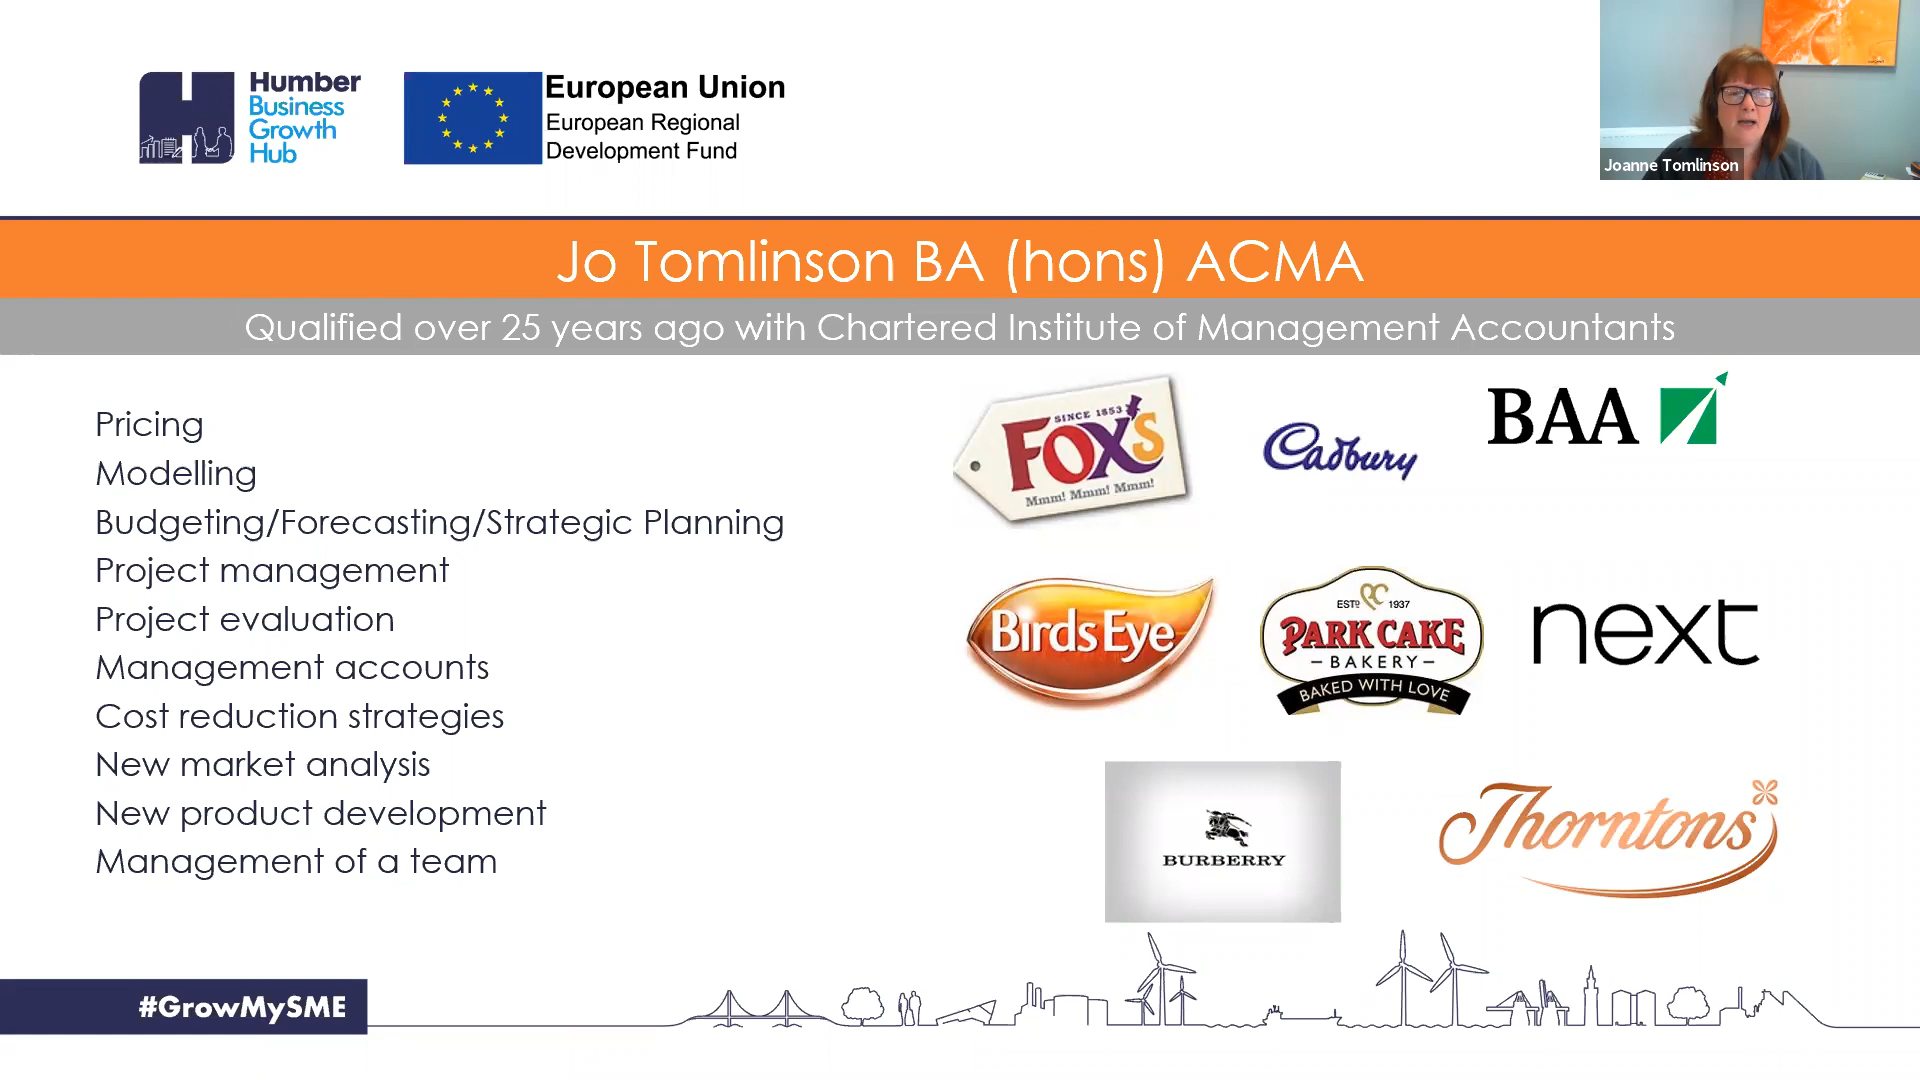 Humber
Business
Growth
Hub
European Union
European Regional
Development Fund
Joanne Tomlinson
Jo Tomlinson BA (hons) ACMA
Qualified over 25 years ago with Chartered Institute of Management Accountants
Pricing
Modelling
Budgeting/Forecasting/Strategic Planning
Project management
Project evaluation
Management accounts
Cost reduction strategies
New market analysis
New product development
Management of a team
SINCE 1853
FOX'S
Mmm! Mmm! Mmm!
Cadbury
BAA
Birds Eye
ESTD 1937
PARK CAKE
– BAKERY –
BAKED WITH LOVE
next
BURBERRY
Thorntons
#GrowMySME